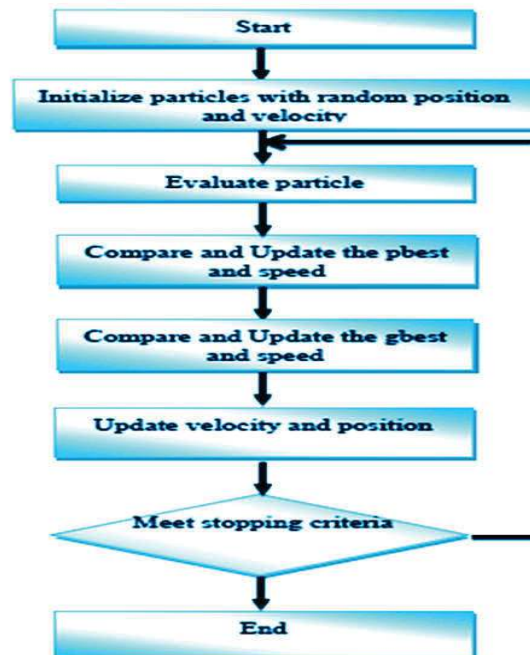 Start
Initialize particles with random position
and velocity
Evaluate particle
Compare and Update the pbest
and speed
Compare and Update the gbest
and speed
Update velocity and position
Meet stopping criteria
End